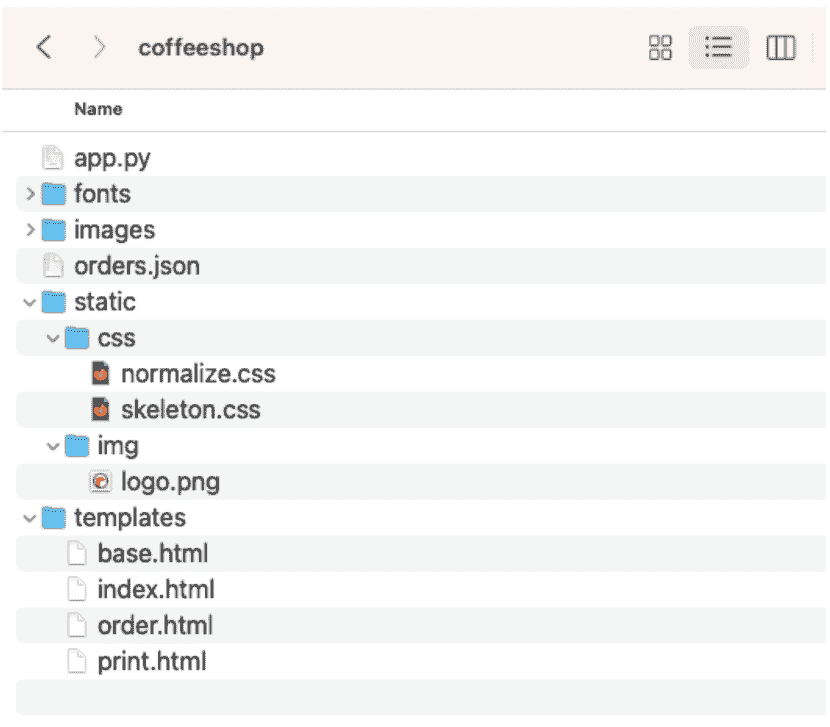 coffeeshop
Name
app.py
fonts
images
orders.json
static
css
normalize.css
skeleton.css
img
logo.png
templates
base.html
index.html
order.html
print.html